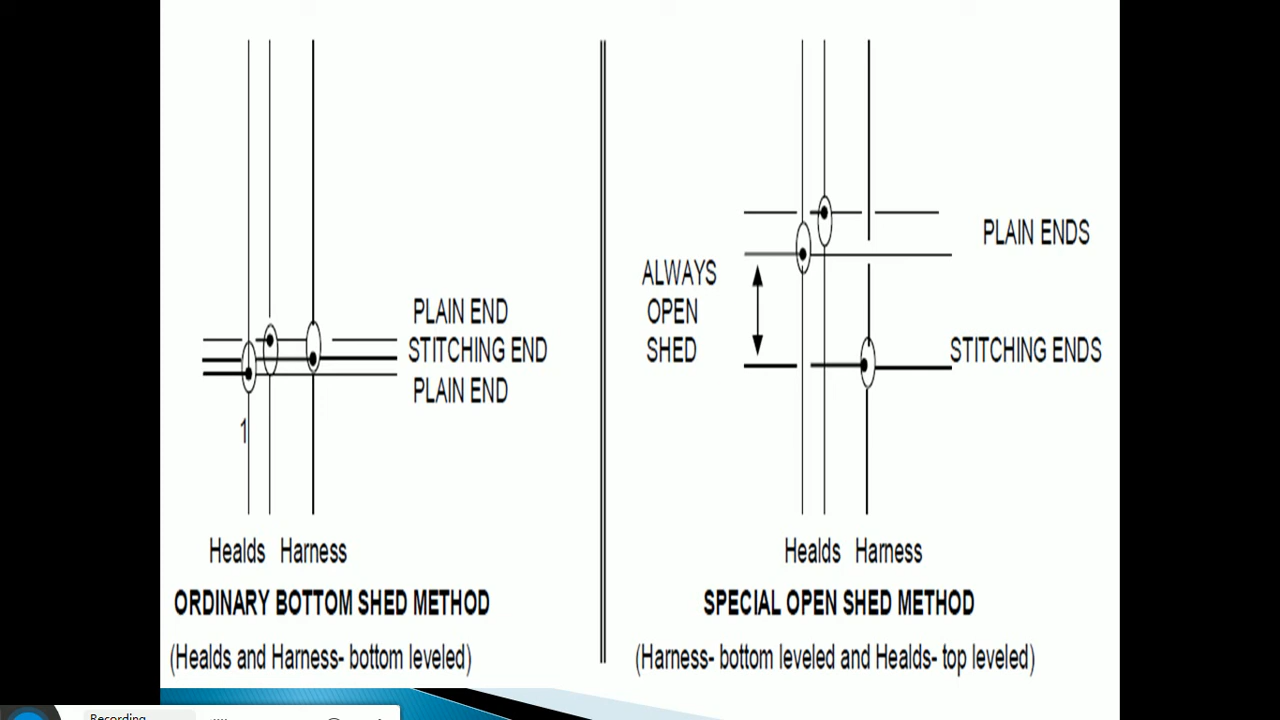 PLAIN END
STITCHING END
PLAIN END
1
Healds Harness
ORDINARY BOTTOM SHED METHOD
(Healds and Harness- bottom leveled)
PLAIN ENDS
ALWAYS
OPEN
SHED
STITCHING ENDS
Healds Harness
SPECIAL OPEN SHED METHOD
(Harness- bottom leveled and Healds- top leveled)
Recording